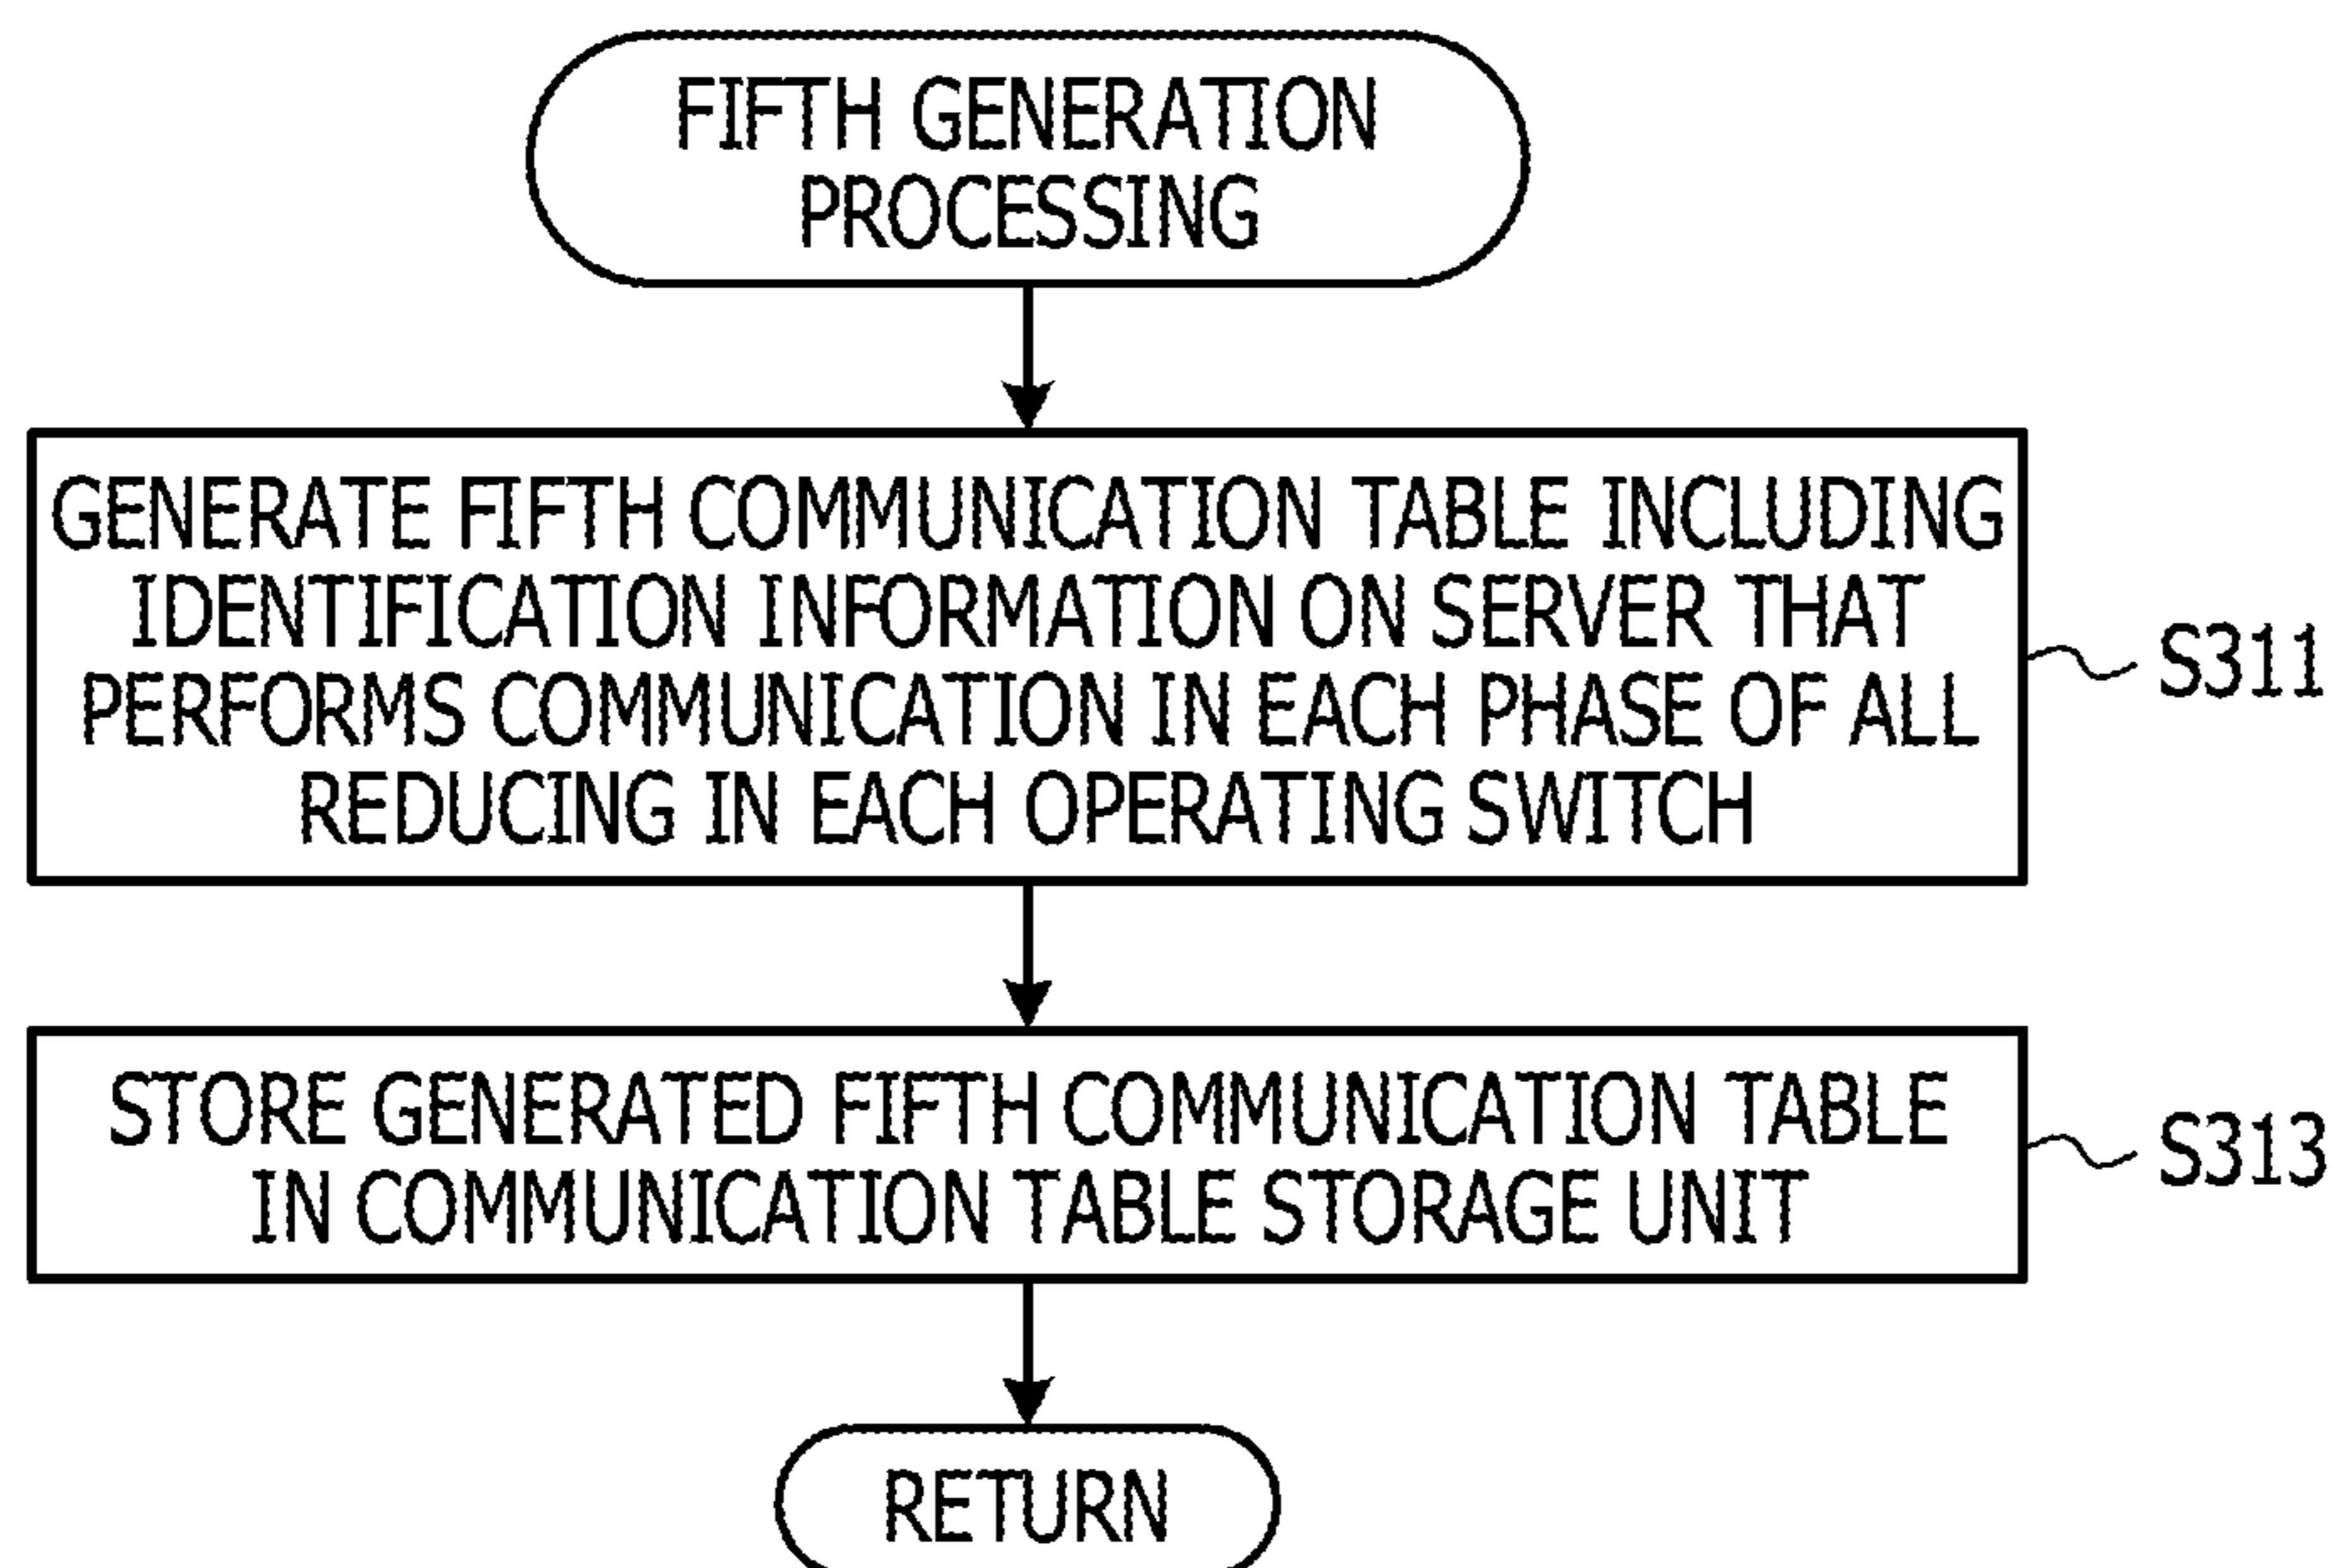 FIFTH GENERATION
PROCESSING
GENERATE FIFTH COMMUNICATION TABLE INCLUDING
IDENTIFICATION INFORMATION ON SERVER THAT
PERFORMS COMMUNICATION IN EACH PHASE OF ALL
REDUCING IN EACH OPERATING SWITCH
S311
STORE GENERATED FIFTH COMMUNICATION TABLE
IN COMMUNICATION TABLE STORAGE UNIT
S313
RETURN